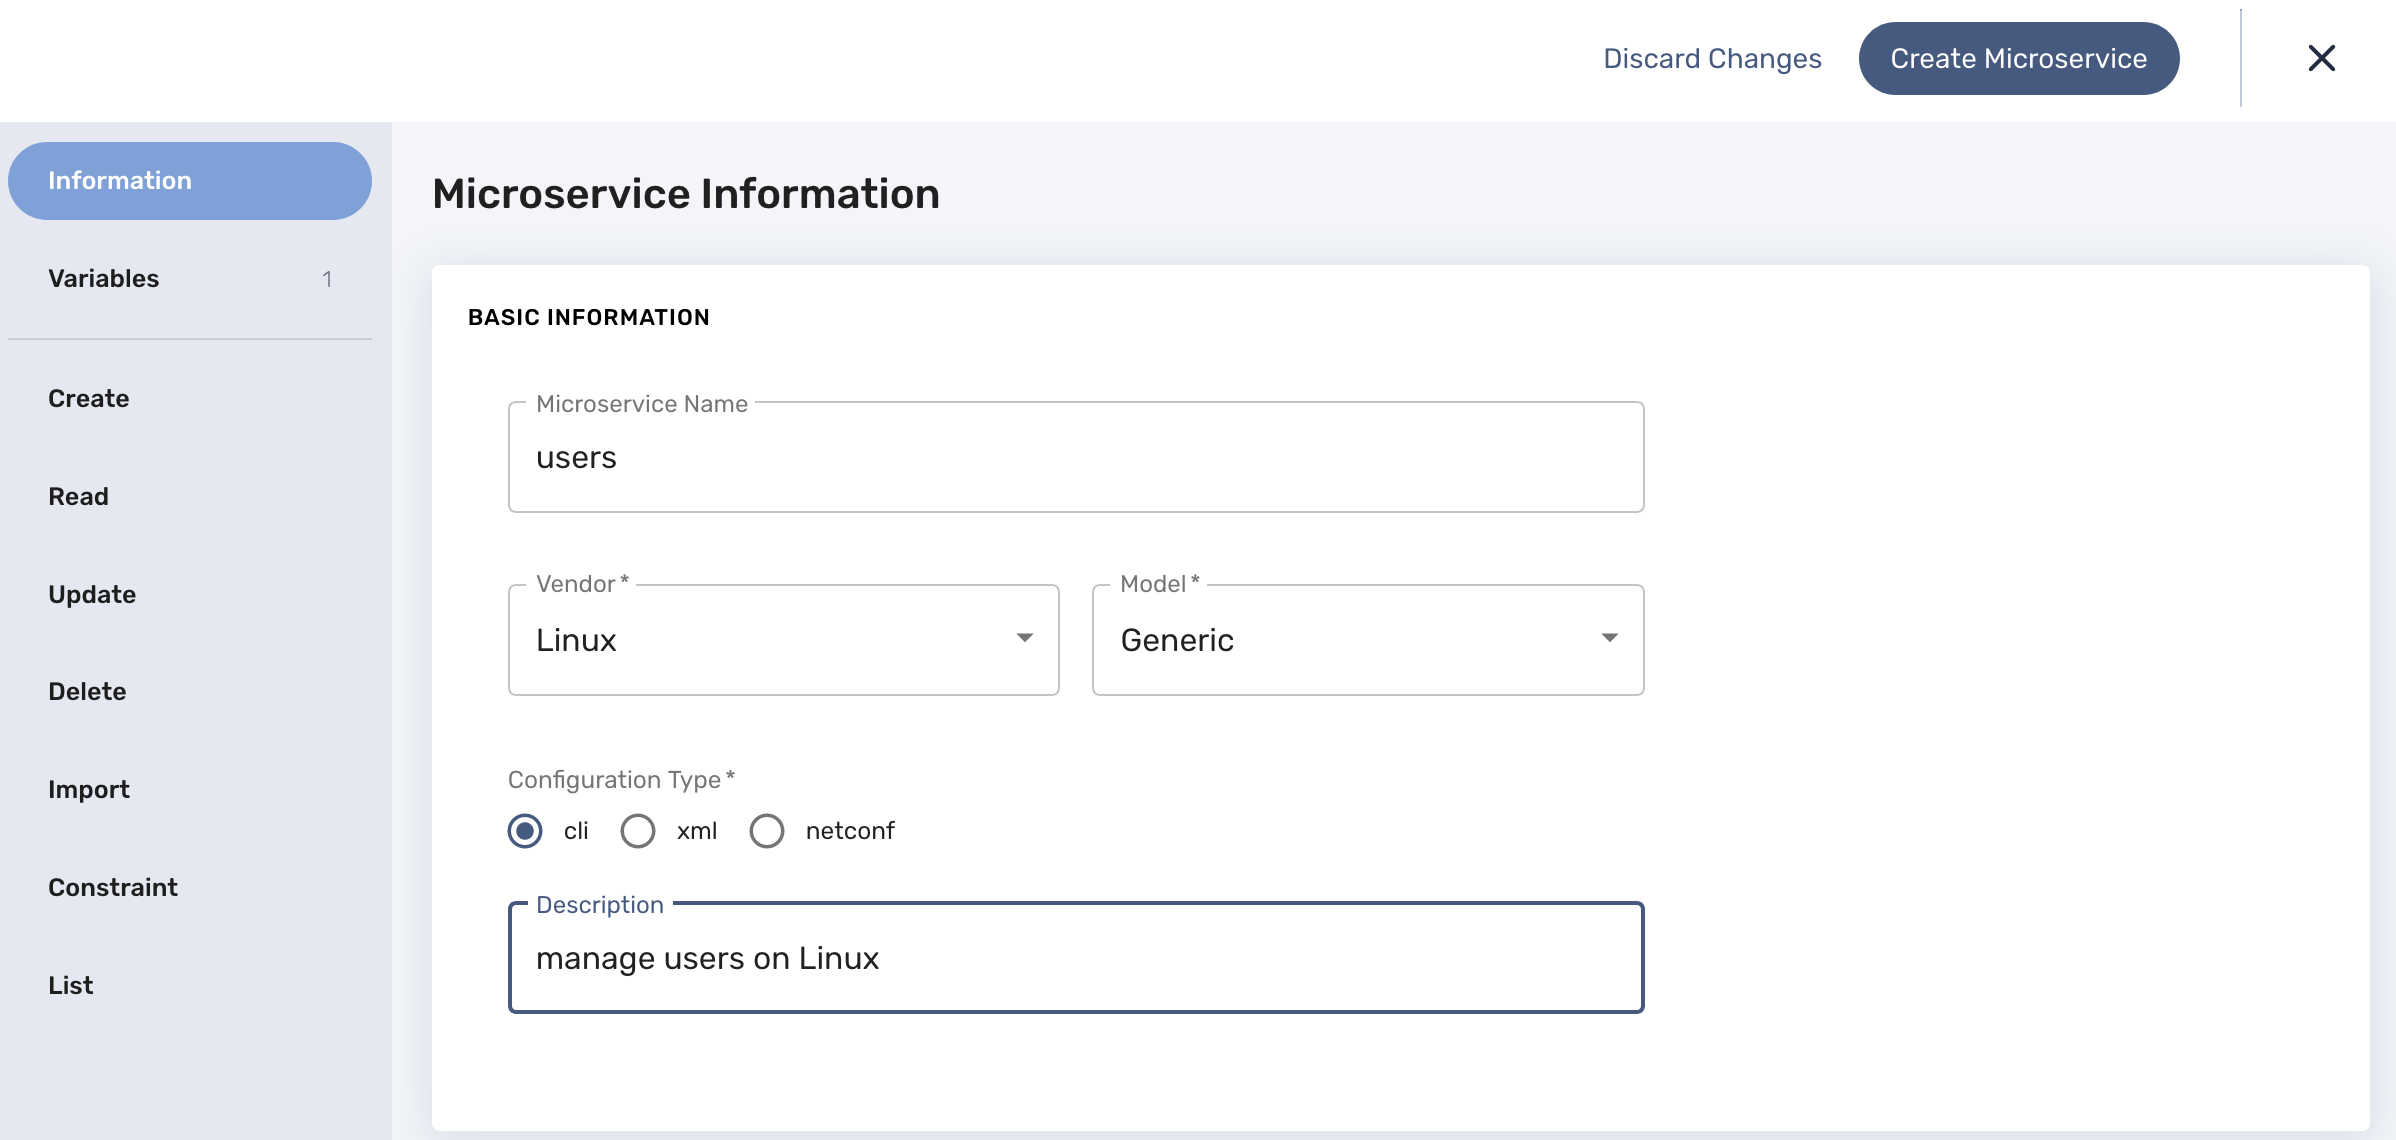 Discard Changes
Create Microservice
Information
Variables 1
Create
Read
Update
Delete
Import
Constraint
List
Microservice Information
BASIC INFORMATION
Microservice Name
users
Vendor *
Linux
Model *
Generic
Configuration Type *
cli xml netconf
Description
manage users on Linux